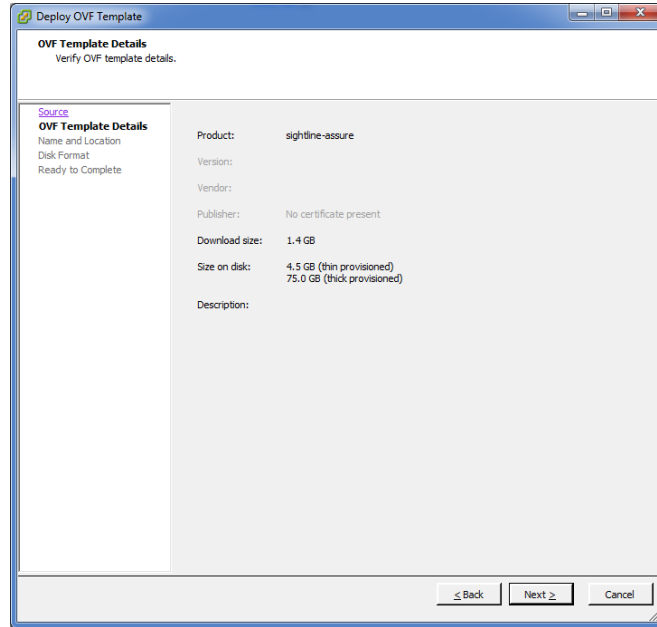 Deploy OVF Template
OVF Template Details
Verify OVF template details.
Source
OVF Template Details
Name and Location
Disk Format
Ready to Complete
Product: sightline-assure
Version:
Vendor:
Publisher: No certificate present
Download size: 1.4 GB
Size on disk: 4.5 GB (thin provisioned)
75.0 GB (thick provisioned)
Description:
< Back Next > Cancel